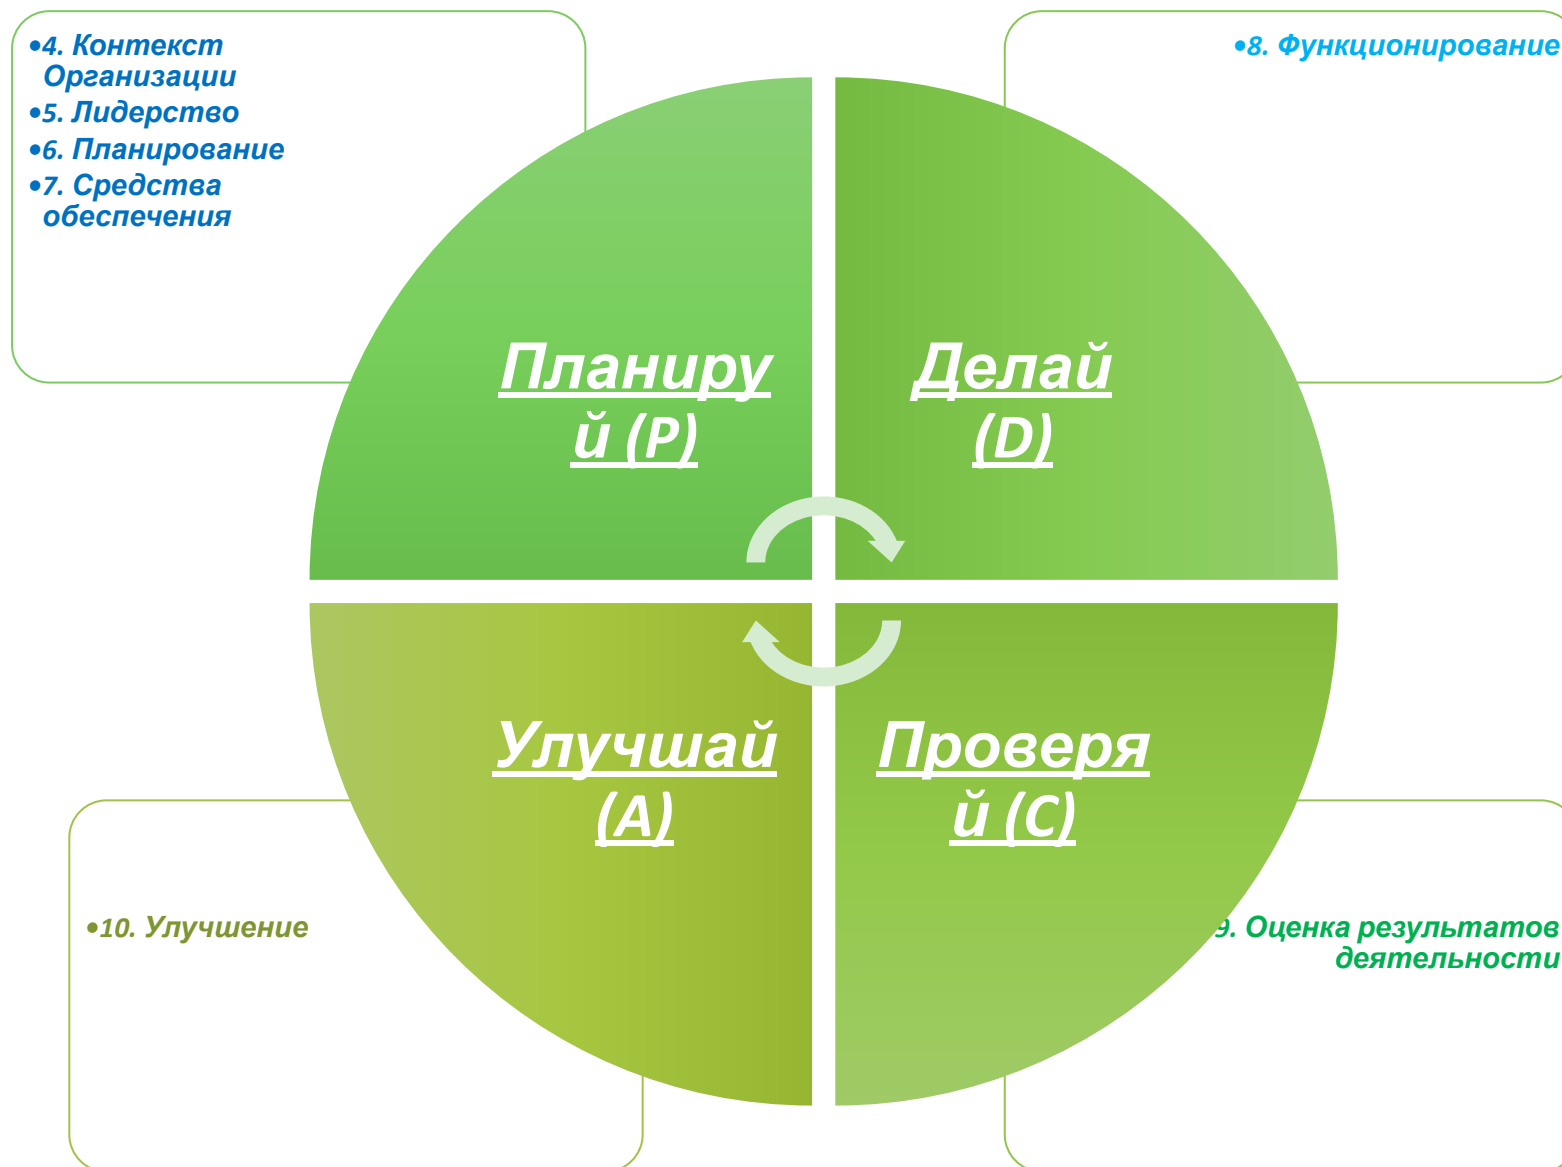 •4. Контекст
Организации
•5. Лидерство
•6. Планирование
•7. Средства
обеспечения
•8. Функционирование
Планиру
й (P)
Делай
(D)
Улучшай
(A)
Проверя
й (C)
•10. Улучшение
9. Оценка результатов
деятельности